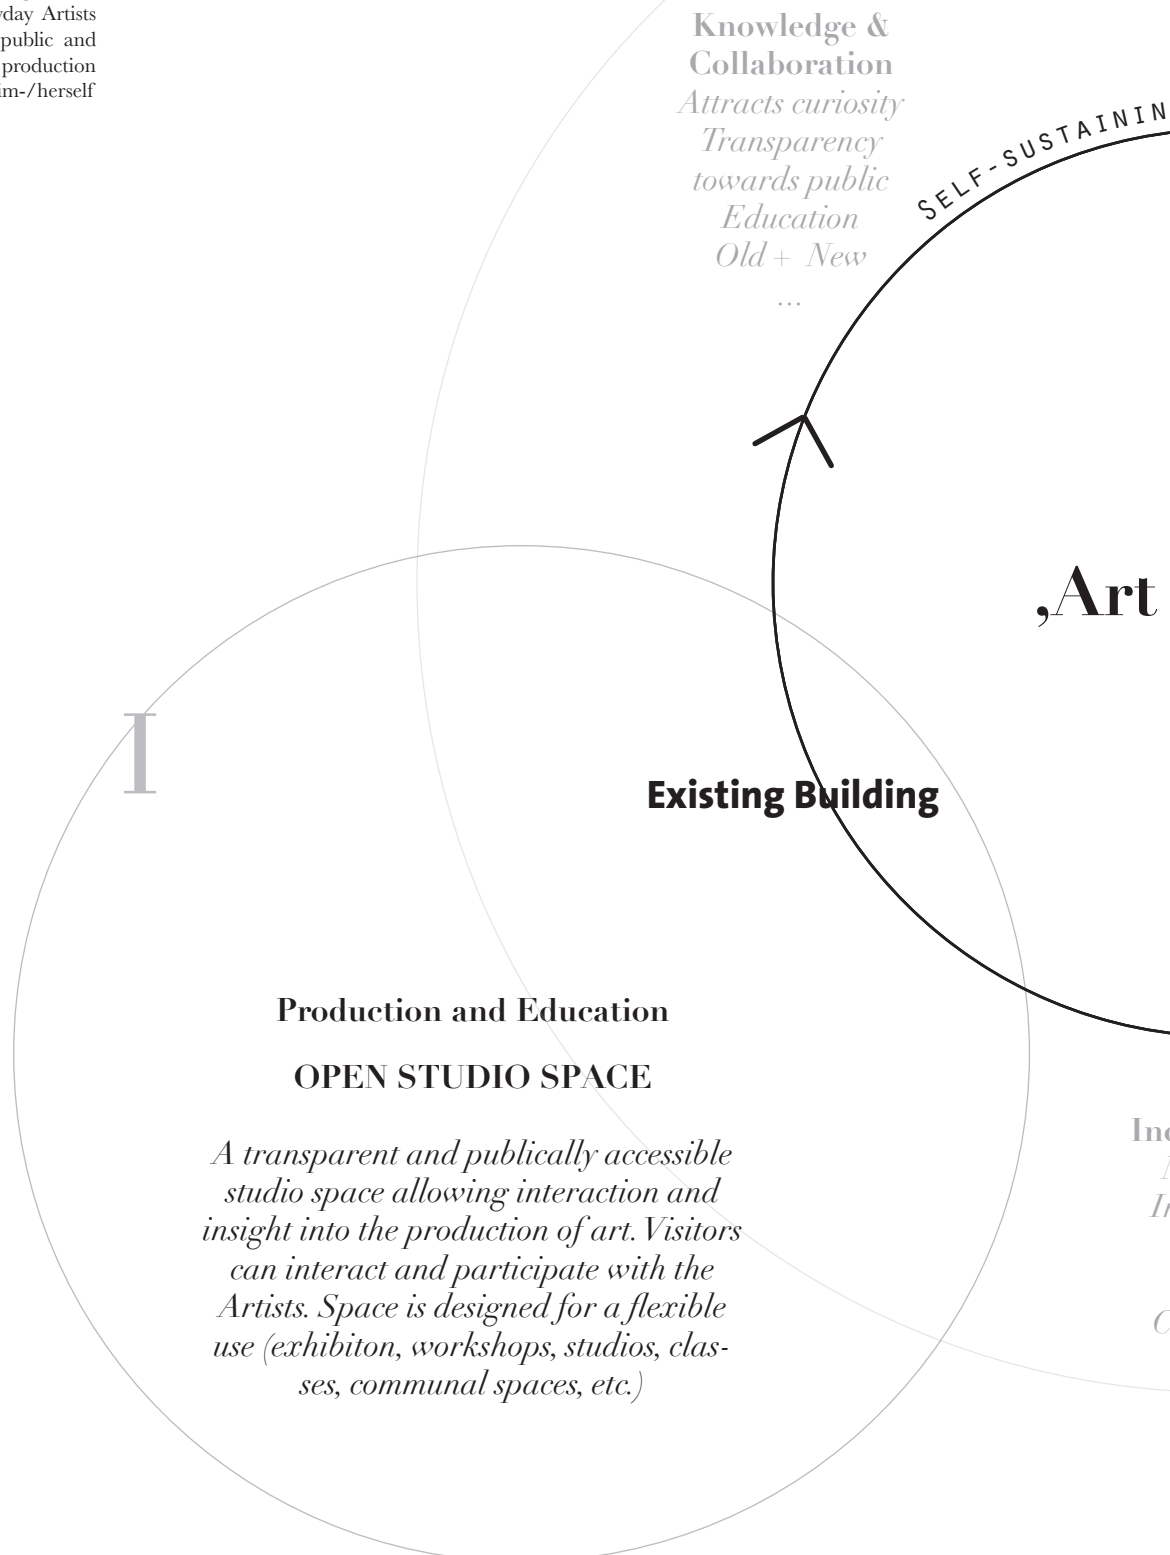 Artists
public and
production
Knowledge &
Collaboration
Attracts curiosity
Transparency
towards public
Education
Old + New
...
SELF-SUSTAININ
‚Art
I
Existing Building
Production and Education
OPEN STUDIO SPACE
A transparent and publically accessible
studio space allowing interaction and
insight into the production of art. Visitors
can interact and participate with the
Artists. Space is designed for a flexible
use (exhibiton, workshops, studios, clas-
ses, communal spaces, etc.)